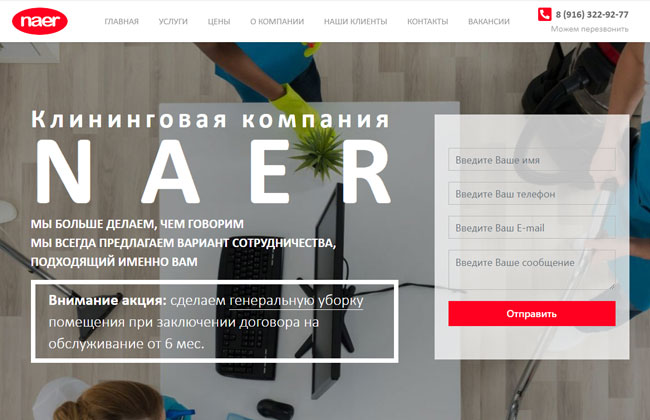 naer
ГЛАВНАЯ УСЛУГИ ЦЕНЫ О КОМПАНИИ НАШИ КЛИЕНТЫ КОНТАКТЫ ВАКАНСИИ
8 (916) 322-92-77
Можем перезвонить
Клининговая компания
NAER
МЫ БОЛЬШЕ ДЕЛАЕМ, ЧЕМ ГОВОРИМ
МЫ ВСЕГДА ПРЕДЛАГАЕМ ВАРИАНТ СОТРУДНИЧЕСТВА,
ПОДХОДЯЩИЙ ИМЕННО ВАМ
Внимание акция: сделаем генеральную уборку
помещения при заключении договора на
обслуживание от 6 мес.
Введите Ваше имя
Введите Ваш телефон
Введите Ваш E-mail
Введите Ваше сообщение
Отправить